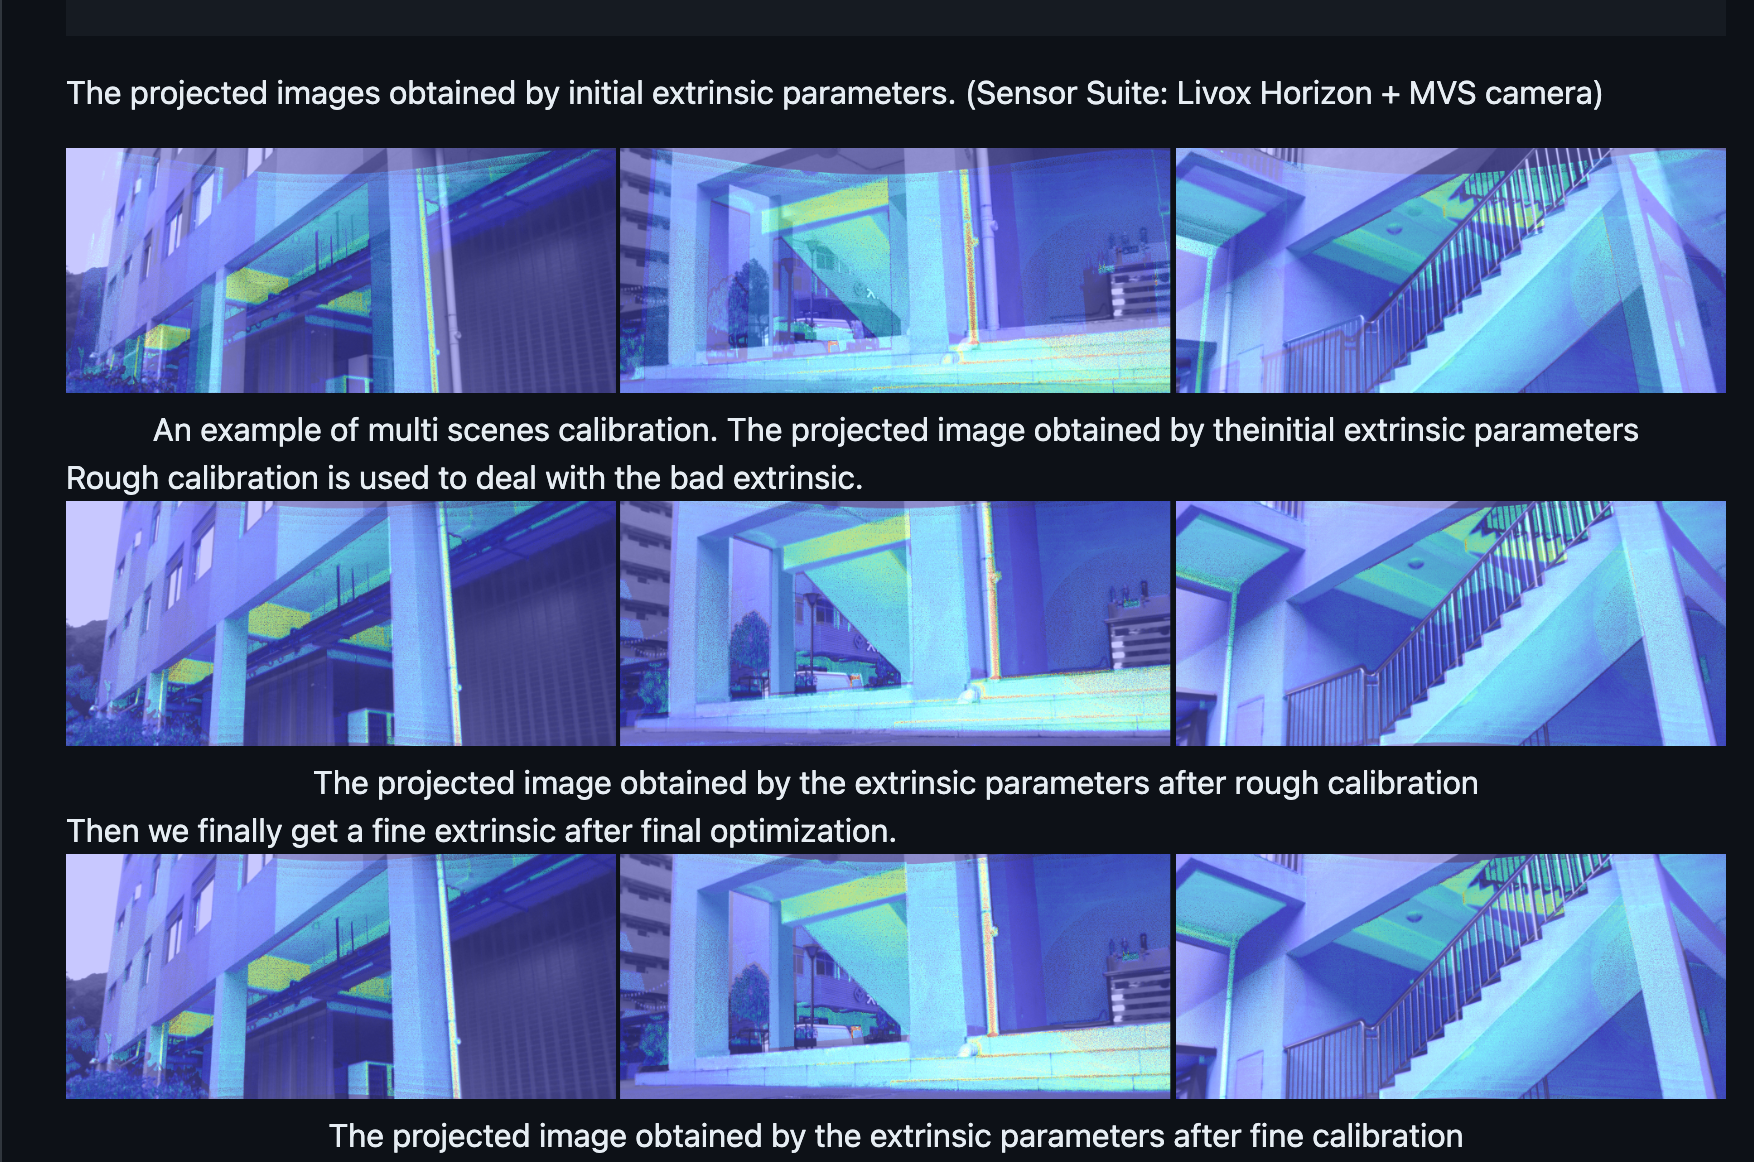 The projected images obtained by initial extrinsic parameters. (Sensor Suite: Livox Horizon + MVS camera)
An example of multi scenes calibration. The projected image obtained by theinitial extrinsic parameters
Rough calibration is used to deal with the bad extrinsic.
The projected image obtained by the extrinsic parameters after rough calibration
Then we finally get a fine extrinsic after final optimization.
The projected image obtained by the extrinsic parameters after fine calibration